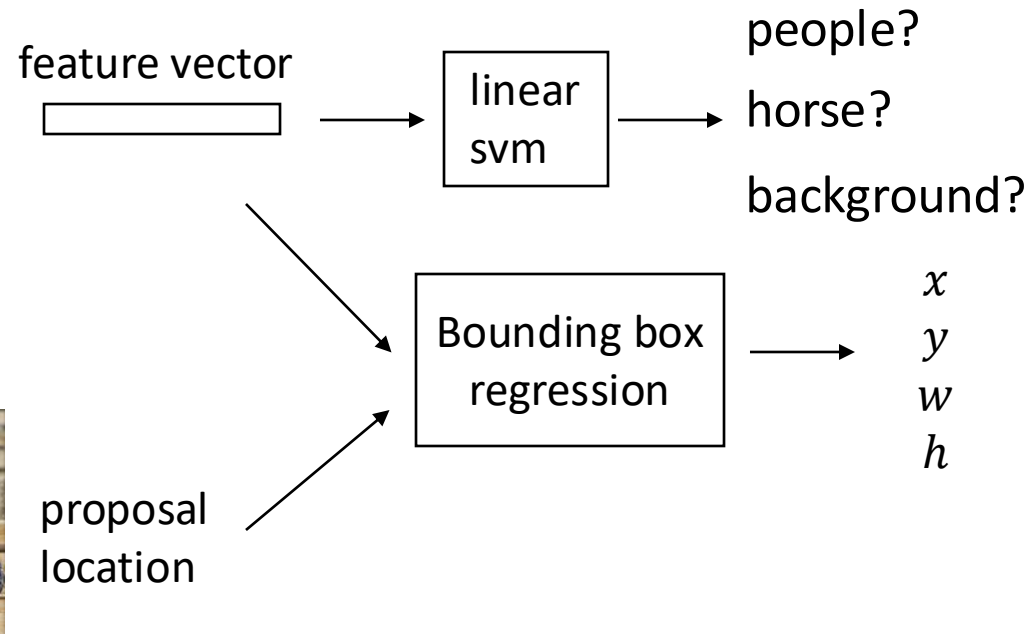 feature vector
linear
svm
people?
horse?
background?
Bounding box
regression
x
y
w
h
proposal
location